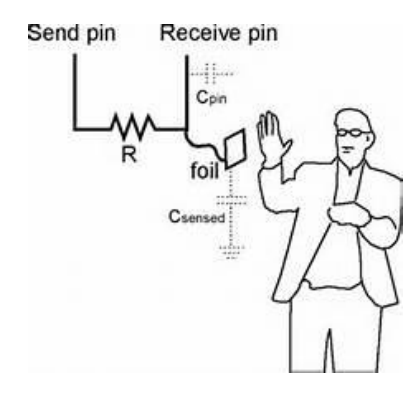 Send pin Receive pin
Cpin
R
foil
Csensed